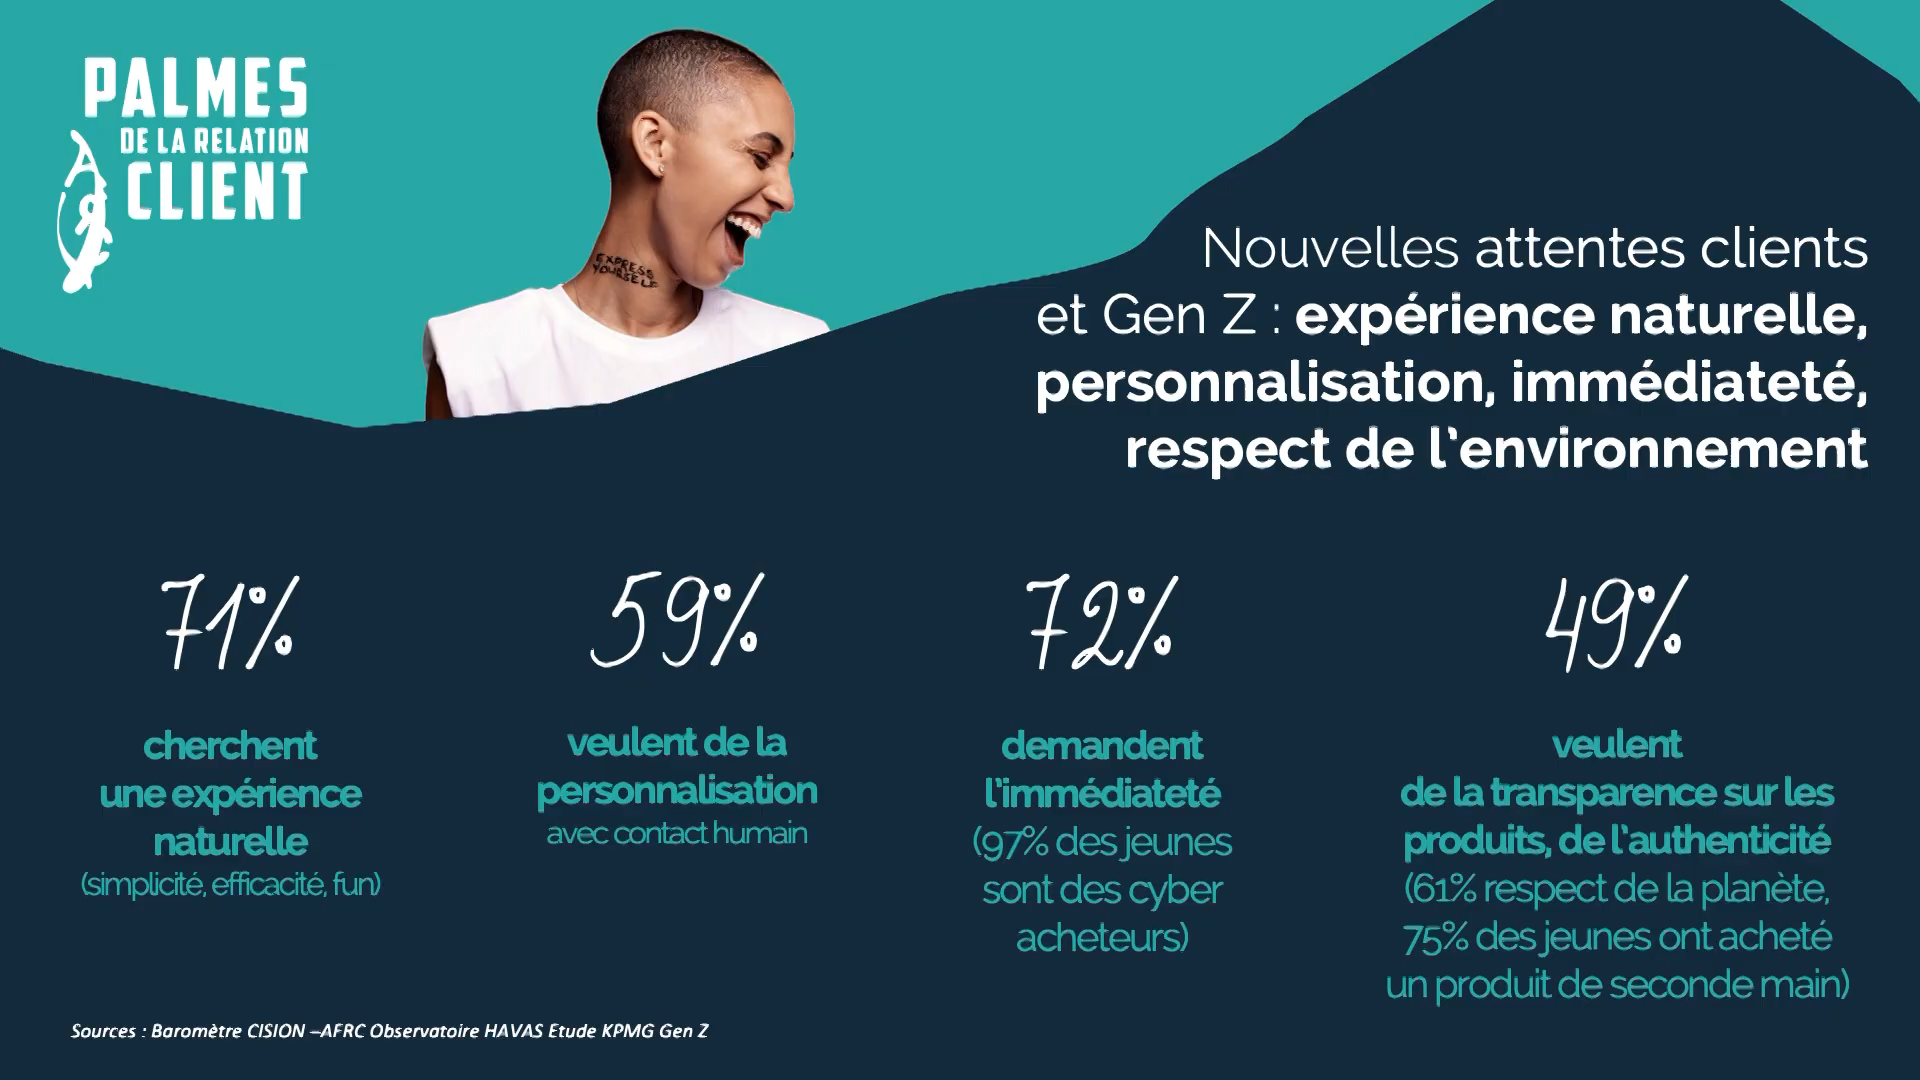 PALMES
DE LA RELATION
CLIENT
EXPRESS
YOURSELF
Nouvelles attentes clients
et Gen Z : expérience naturelle,
personnalisation, immédiateté,
respect de l'environnement
71%
cherchent
une expérience
naturelle
(simplicité, efficacité, fun)
59%
veulent de la
personnalisation
avec contact humain
72%
demandent
l'immédiateté
(97% des jeunes
sont des cyber
acheteurs)
49%
veulent
de la transparence sur les
produits, de l'authenticité
(61% respect de la planète,
75% des jeunes ont acheté
un produit de seconde main)
Sources : Baromètre CISION –AFRC Observatoire HAVAS Etude KPMG Gen Z